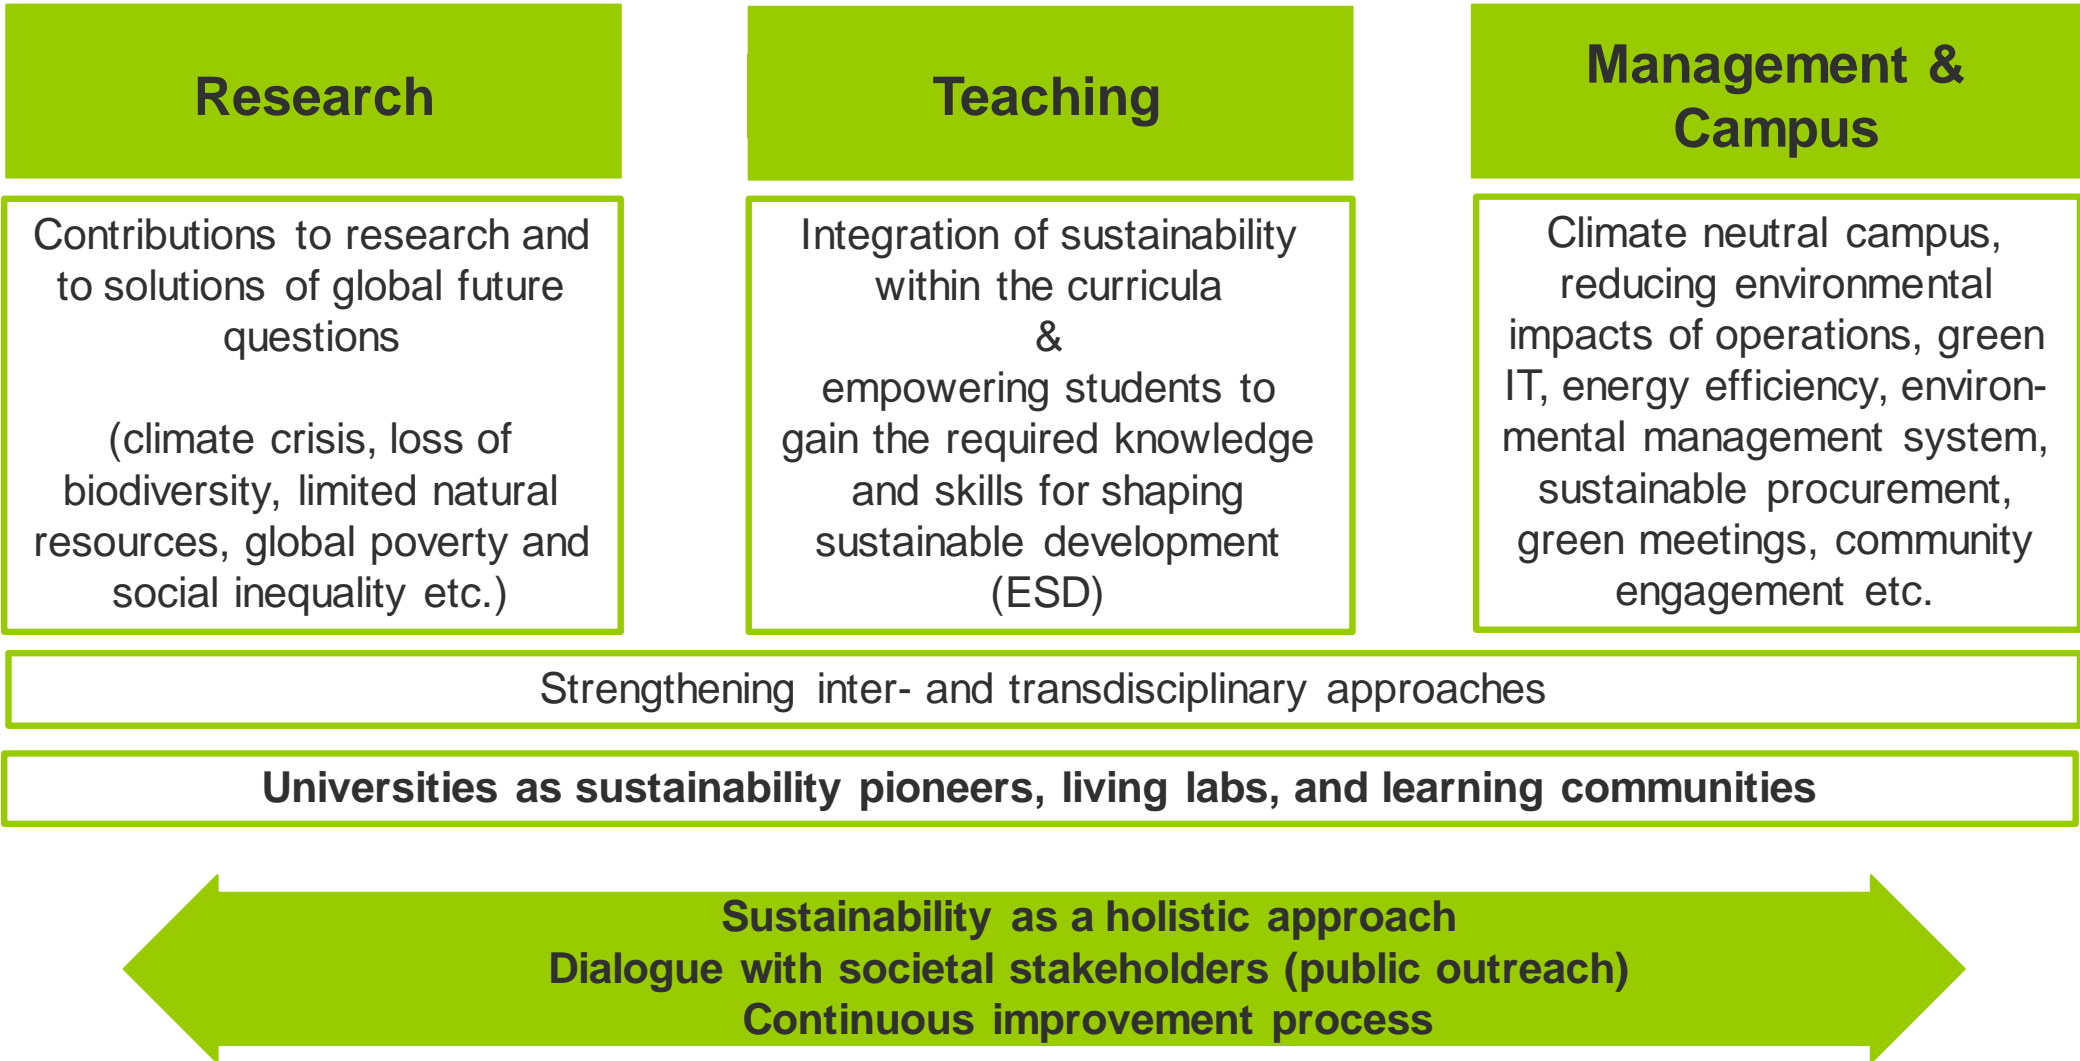 Research
Contributions to research and
to solutions of global future
questions
(climate crisis, loss of
biodiversity, limited natural
resources, global poverty and
social inequality etc.)
Teaching
Integration of sustainability
within the curricula
&
empowering students to
gain the required knowledge
and skills for shaping
sustainable development
(ESD)
Management &
Campus
Climate neutral campus,
reducing environmental
impacts of operations, green
IT, energy efficiency, environ-
mental management system,
sustainable procurement,
green meetings, community
engagement etc.
Strengthening inter- and transdisciplinary approaches
Universities as sustainability pioneers, living labs, and learning communities
Sustainability as a holistic approach
Dialogue with societal stakeholders (public outreach)
Continuous improvement process